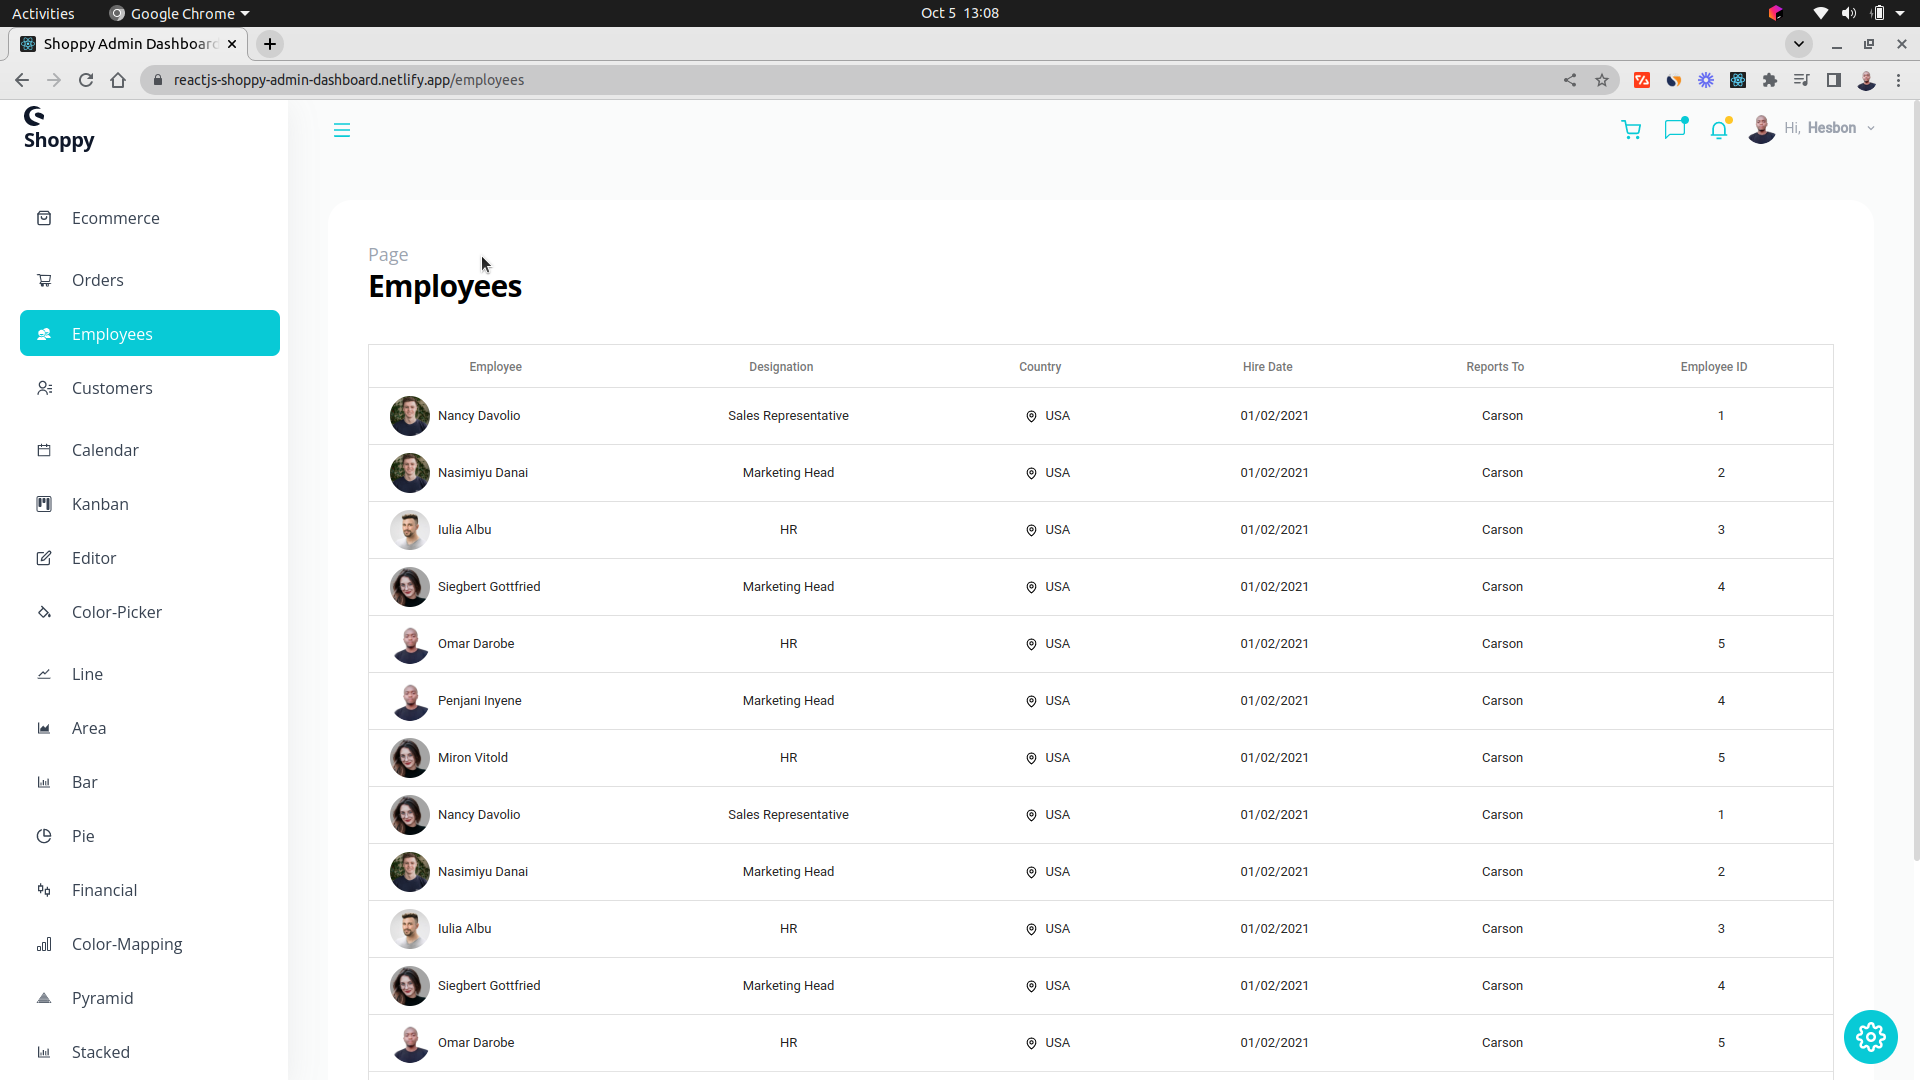 Activities Google Chrome Oct 5 13:08
Shoppy Admin Dashboard
reactjs-shoppy-admin-dashboard.netlify.app/employees
Shoppy
Hi, Hesbon
Ecommerce
Orders
Employees
Customers
Calendar
Kanban
Editor
Color-Picker
Line
Area
Bar
Pie
Financial
Color-Mapping
Pyramid
Stacked
Page
Employees
Employee Designation Country Hire Date Reports To Employee ID
Nancy Davolio Sales Representative USA 01/02/2021 Carson 1
Nasimiyu Danai Marketing Head USA 01/02/2021 Carson 2
Iulia Albu HR USA 01/02/2021 Carson 3
Siegbert Gottfried Marketing Head USA 01/02/2021 Carson 4
Omar Darobe HR USA 01/02/2021 Carson 5
Penjani Inyene Marketing Head USA 01/02/2021 Carson 4
Miron Vitold HR USA 01/02/2021 Carson 5
Nancy Davolio Sales Representative USA 01/02/2021 Carson 1
Nasimiyu Danai Marketing Head USA 01/02/2021 Carson 2
Iulia Albu HR USA 01/02/2021 Carson 3
Siegbert Gottfried Marketing Head USA 01/02/2021 Carson 4
Omar Darobe HR USA 01/02/2021 Carson 5